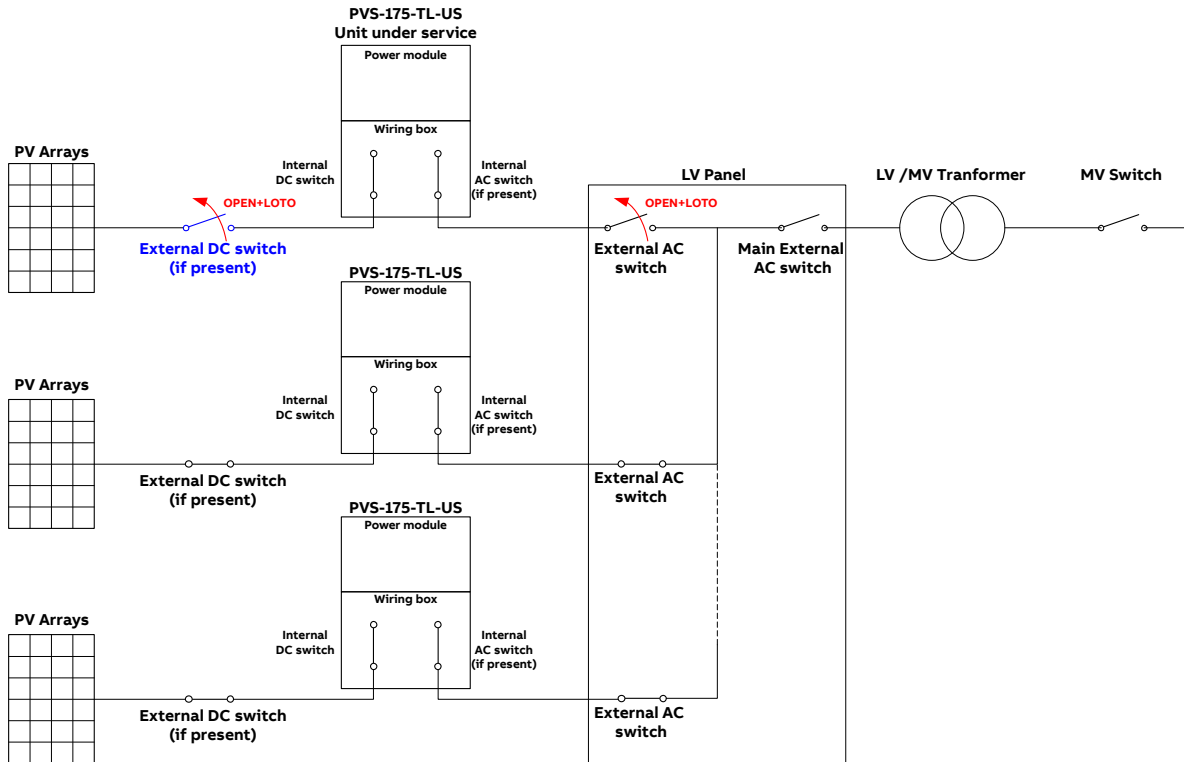 PVS-175-TL-US
Unit under service
Power module
Wiring box
PV Arrays
Internal
DC switch
Internal
AC switch
(if present)
LV Panel
LV /MV Tranformer
MV Switch
OPEN+LOTO
OPEN+LOTO
External DC switch
(if present)
External AC
switch
Main External
AC switch
PVS-175-TL-US
Power module
Wiring box
PV Arrays
Internal
DC switch
Internal
AC switch
(if present)
External DC switch
(if present)
External AC
switch
PVS-175-TL-US
Power module
Wiring box
PV Arrays
Internal
DC switch
Internal
AC switch
(if present)
External DC switch
(if present)
External AC
switch